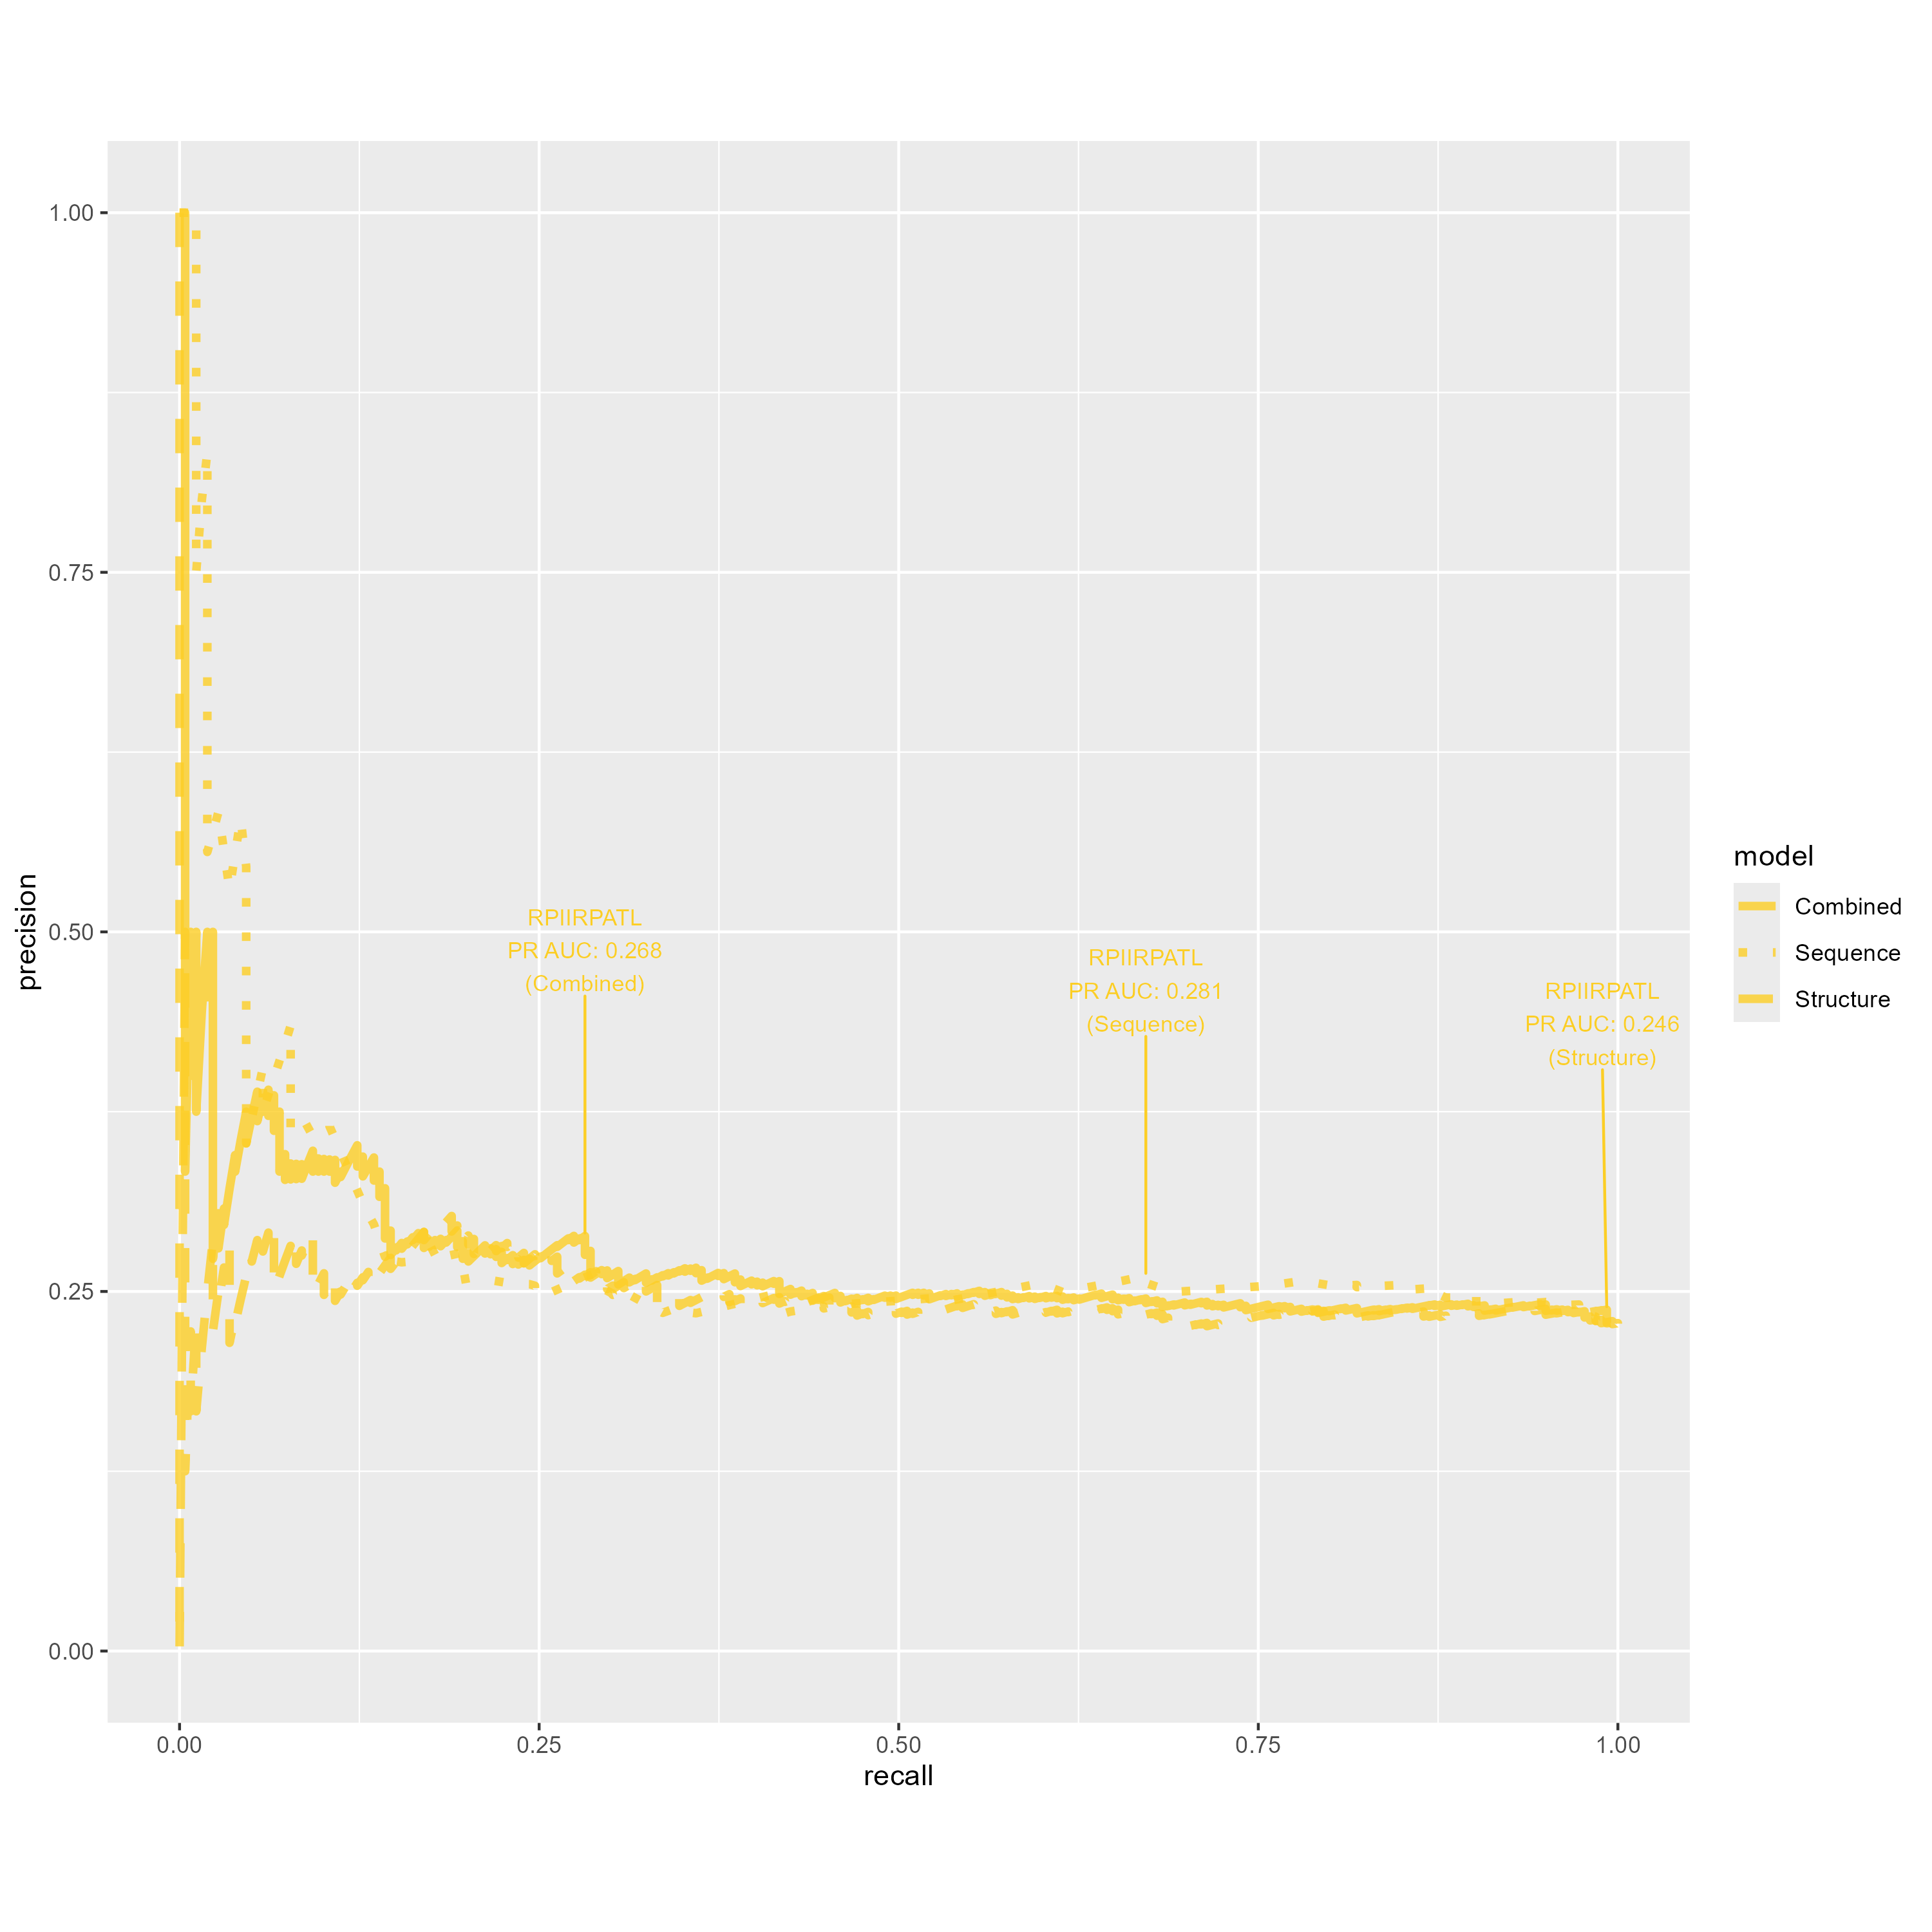 1.00
0.75
0.50
0.25
0.00
precision
RPIIRPATL
PR AUC: 0.268
(Combined)
RPIIRPATL
PR AUC: 0.281
(Sequence)
RPIIRPATL
PR AUC: 0.246
(Structure)
0.00
0.25
0.50
0.75
1.00
recall
model
Combined
Sequence
Structure